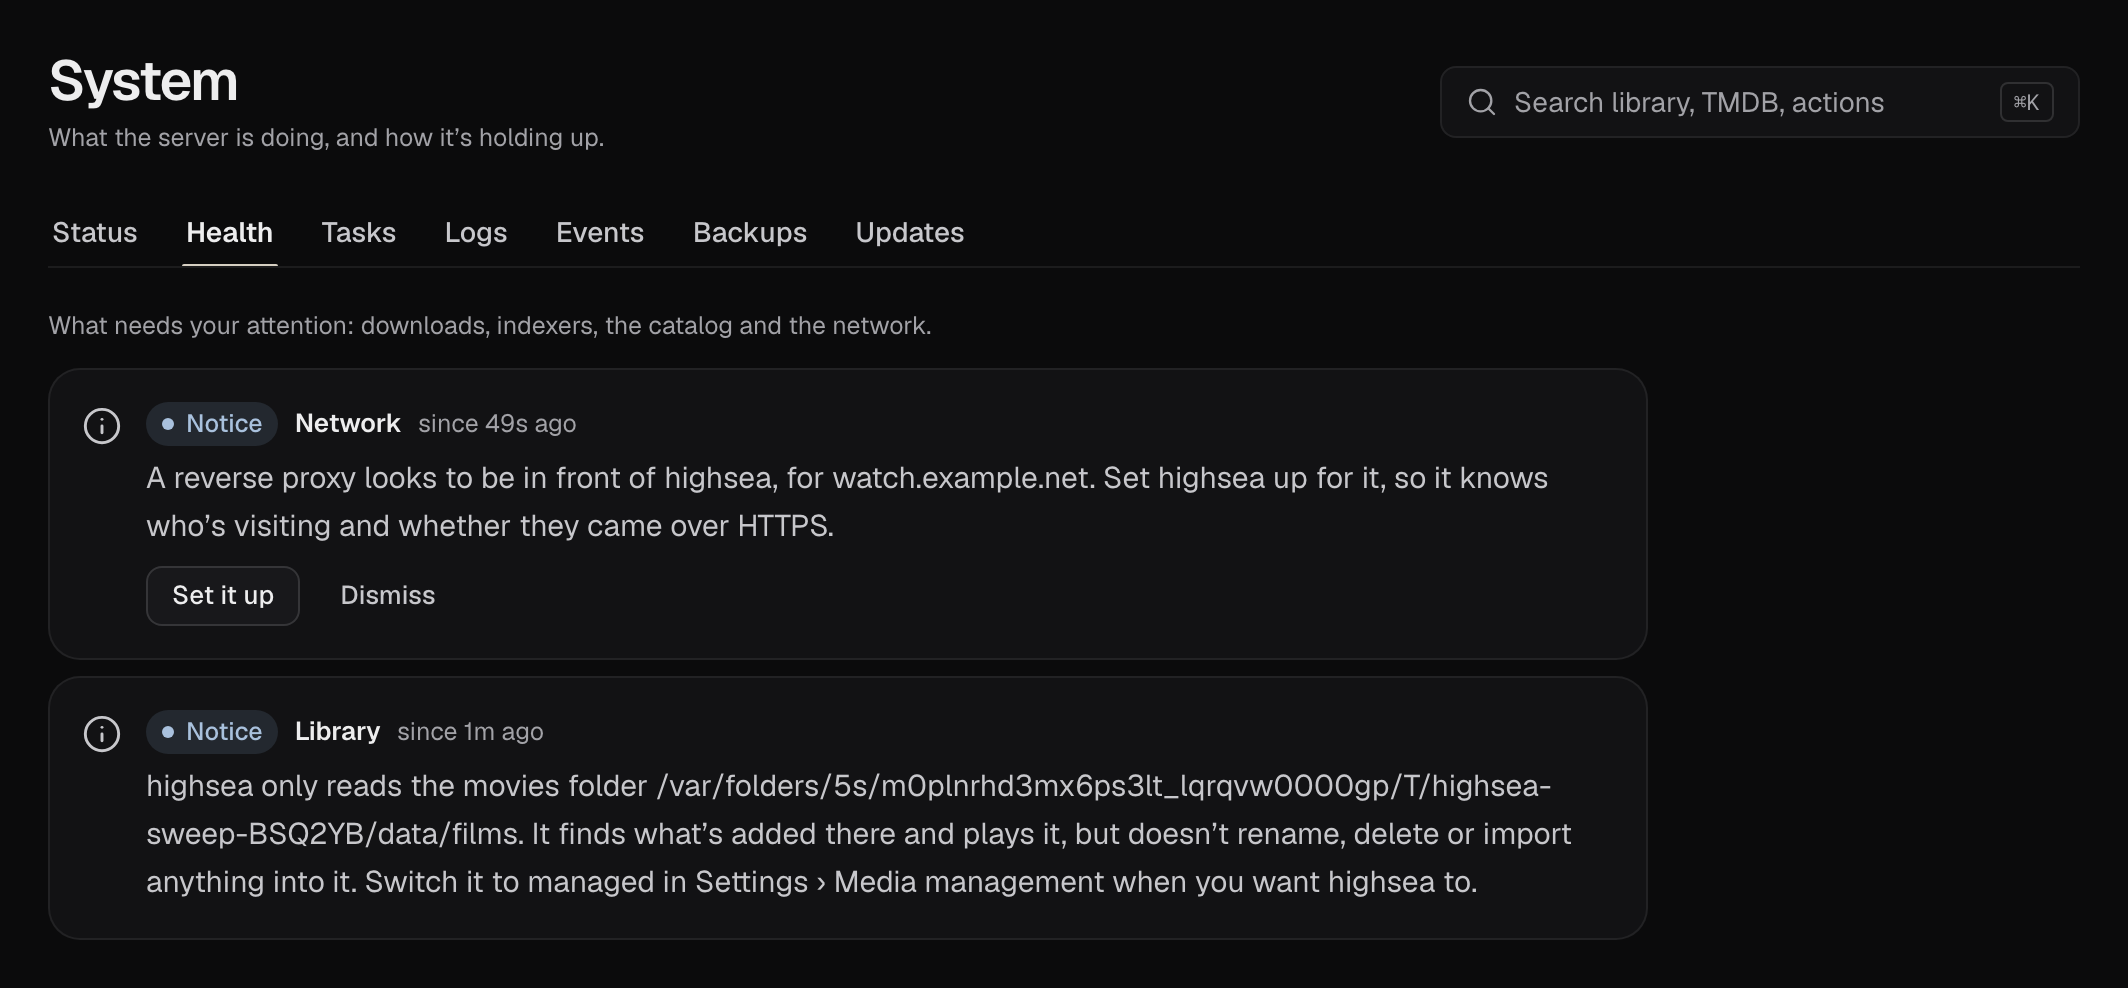 System
What the server is doing, and how it’s holding up.
Search library, TMDB, actions
⌘K
Status Health Tasks Logs Events Backups Updates
What needs your attention: downloads, indexers, the catalog and the network.
Notice Network since 49s ago
A reverse proxy looks to be in front of highsea, for watch.example.net. Set highsea up for it, so it knows
who’s visiting and whether they came over HTTPS.
Set it up Dismiss
Notice Library since 1m ago
highsea only reads the movies folder /var/folders/5s/m0plnrhd3mx6ps3lt_lqrqvw0000gp/T/highsea-
sweep-BSQ2YB/data/films. It finds what’s added there and plays it, but doesn’t rename, delete or import
anything into it. Switch it to managed in Settings › Media management when you want highsea to.